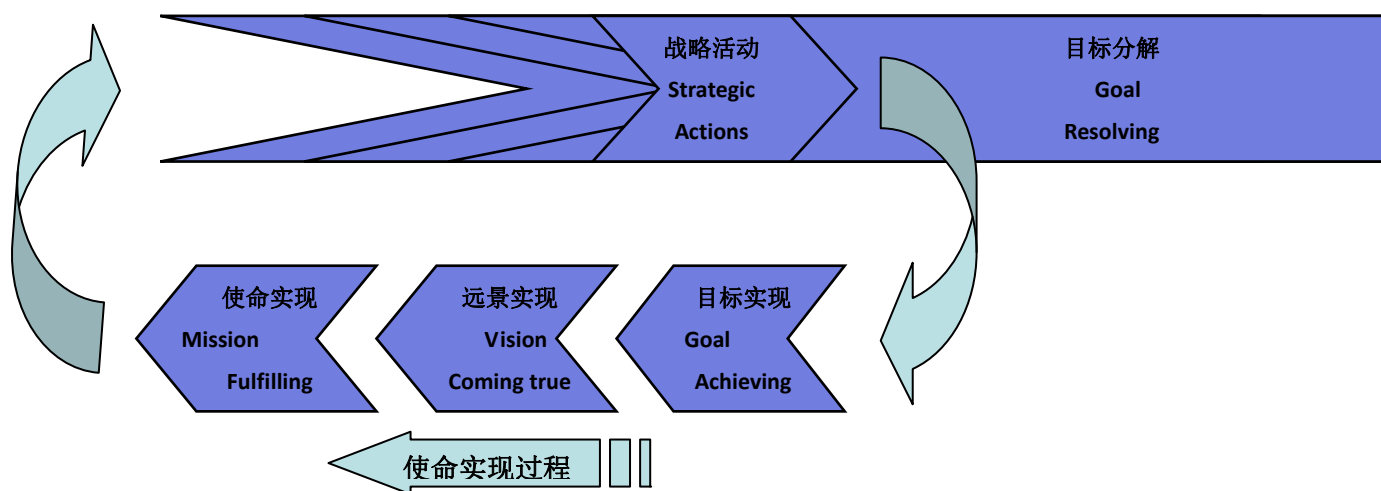 战略活动
Strategic
Actions
目标分解
Goal
Resolving
使命实现
Mission
Fulfilling
远景实现
Vision
Coming true
目标实现
Goal
Achieving
使命实现过程